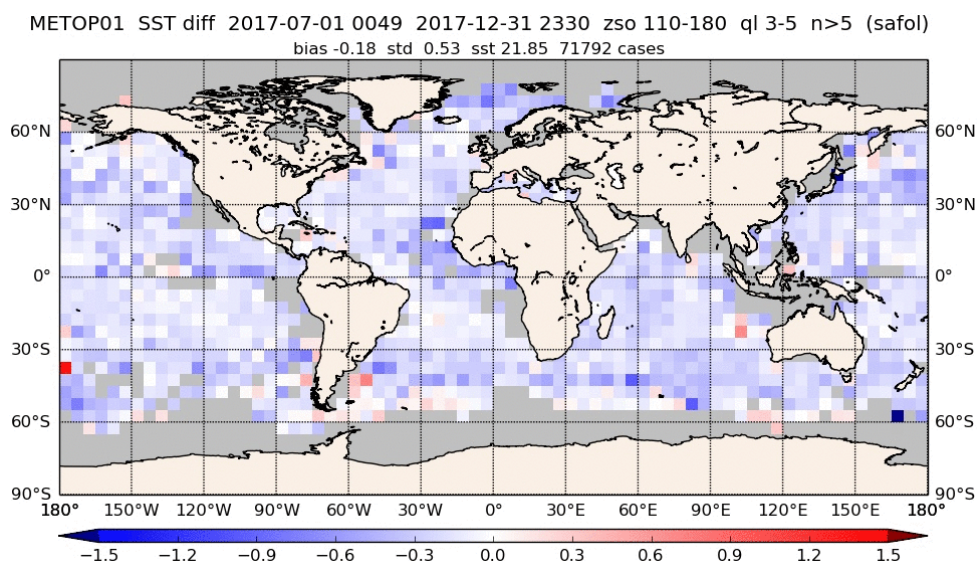 METOP01 SST diff 2017-07-01 0049 2017-12-31 2330 zso 110-180 ql 3-5 n>5 (safol)
bias -0.18 std 0.53 sst 21.85 71792 cases
60°N 60°N
30°N 30°N
0° 0°
30°S 30°S
60°S 60°S
90°S 90°S
180° 150°W 120°W 90°W 60°W 30°W 0° 30°E 60°E 90°E 120°E 150°E 180°
−1.5 −1.2 −0.9 −0.6 −0.3 0.0 0.3 0.6 0.9 1.2 1.5